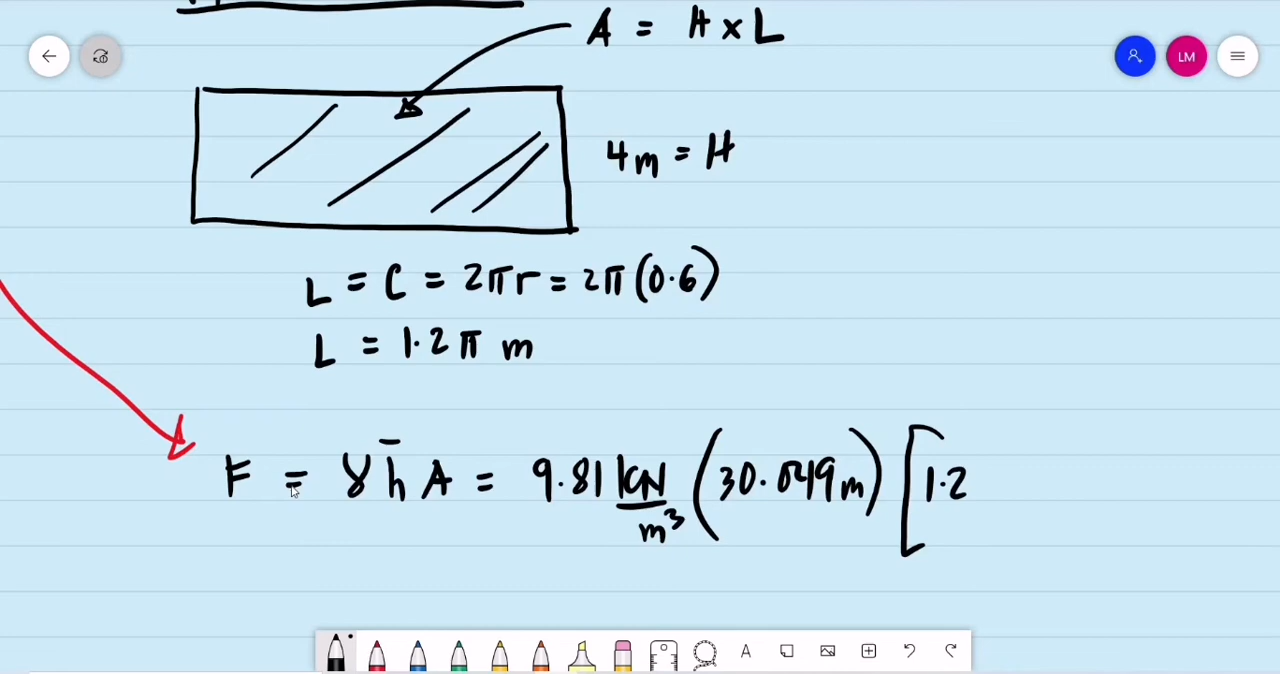 A = H x L
4m = H
L = C = 2πr = 2π(0.6)
L = 1.2π m
F = γh̄A = 9.81 kN/m³ (30.049m) [1.2
LM
A